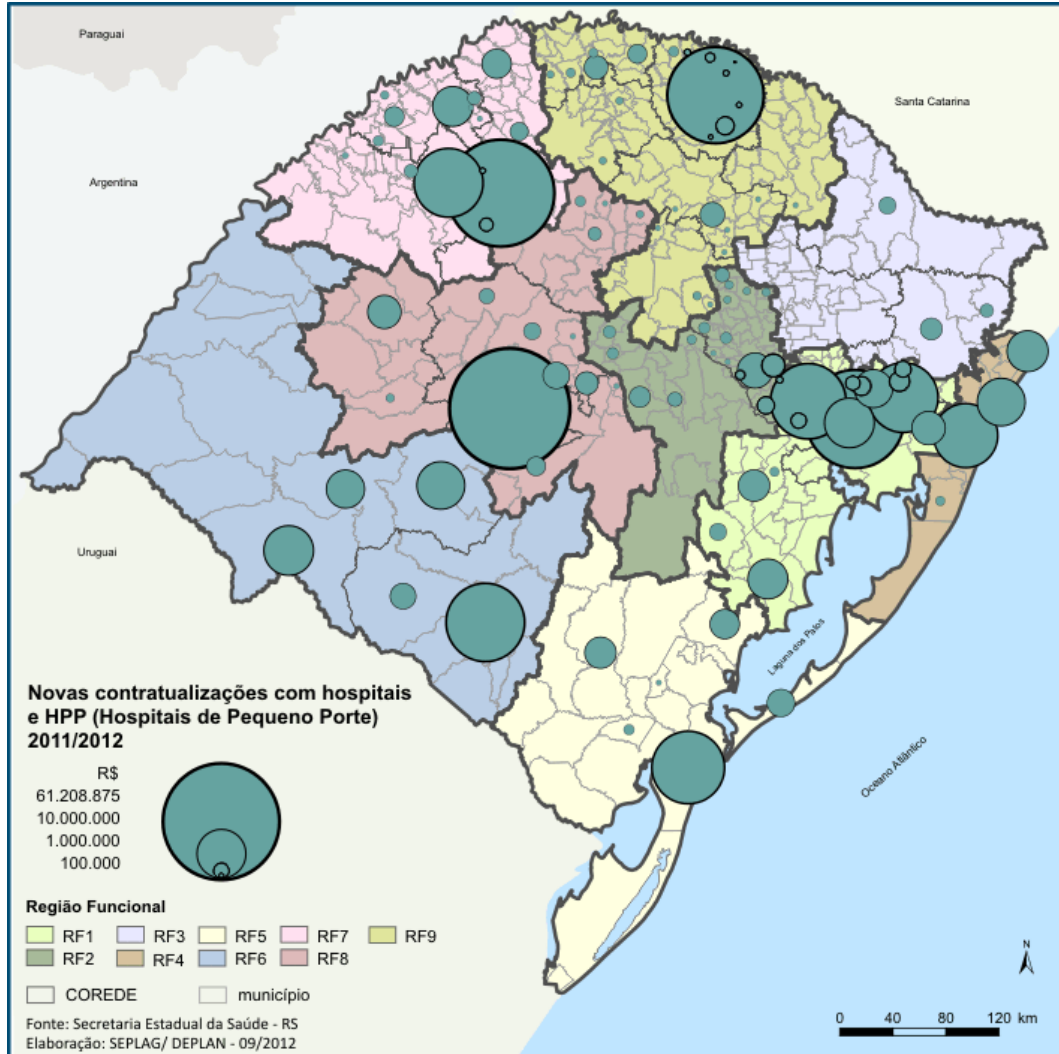 Paraguai
Santa Catarina
Argentina
Uruguai
Laguna dos Patos
Oceano Atlântico
Novas contratualizações com hospitais
e HPP (Hospitais de Pequeno Porte)
2011/2012
R$
61.208.875
10.000.000
1.000.000
100.000
Região Funcional
RF1 RF3 RF5 RF7 RF9
RF2 RF4 RF6 RF8
COREDE município
Fonte: Secretaria Estadual da Saúde - RS
Elaboração: SEPLAG/ DEPLAN - 09/2012
N
0 40 80 120 km